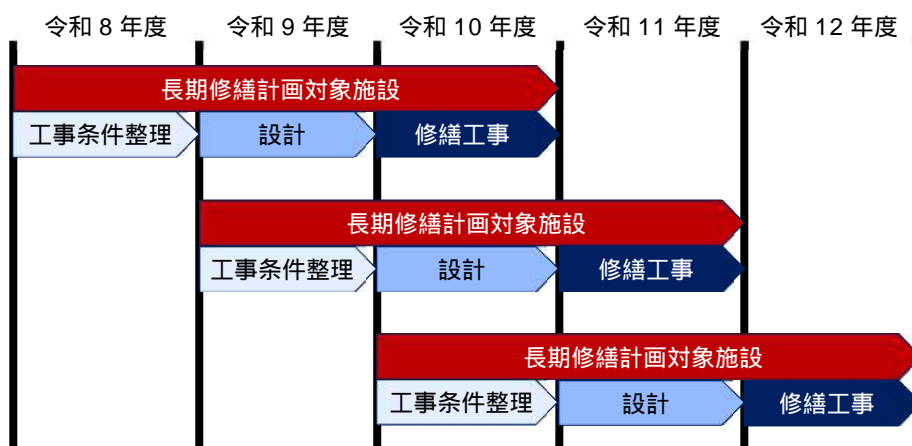 令和 8 年度 令和 9 年度 令和 10 年度 令和 11 年度 令和 12 年度
長期修繕計画対象施設
工事条件整理 設計 修繕工事
長期修繕計画対象施設
工事条件整理 設計 修繕工事
長期修繕計画対象施設
工事条件整理 設計 修繕工事